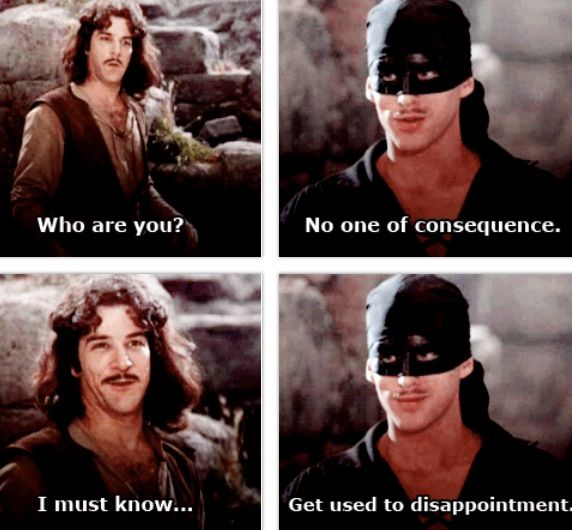 Who are you?
No one of consequence.
I must know...
Get used to disappointment.